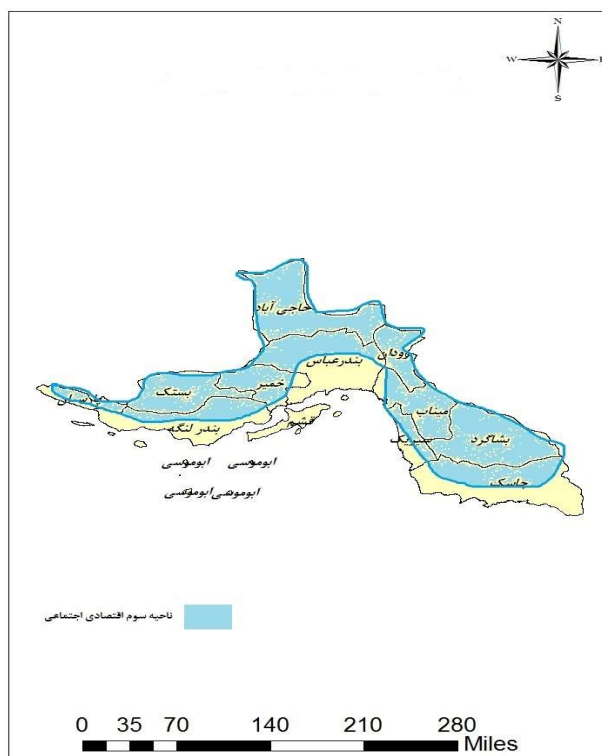 N
W E
S
حاجی آباد
رودان
بندرعباس
خمیر
بستک
پارسیان
میناب
قشم
بندر لنگه
سیریک
بشاگرد
ابوموسی ابوموسی
جاسک
ابوموسی ابوموسی
ناحیه سوم اقتصادی اجتماعی
0 35 70 140 210 280
Miles